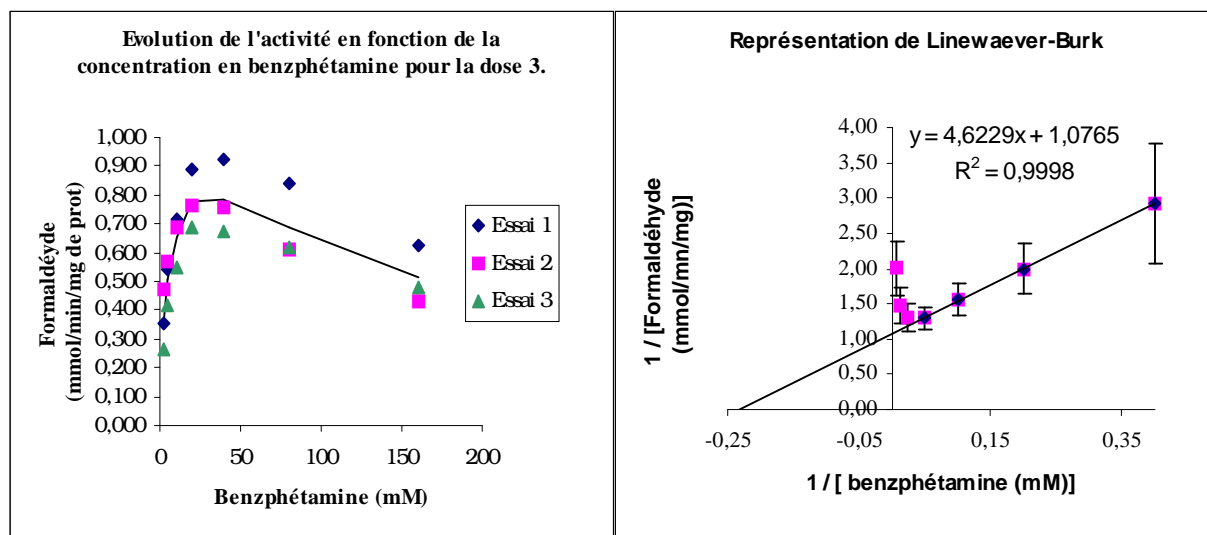 Evolution de l'activité en fonction de la
concentration en benzphétamine pour la dose 3.
1,000
0,900
0,800
0,700
0,600
0,500
0,400
0,300
0,200
0,100
0,000
0
50
100
150
200
Formaldéyde
(mmol/min/mg de prot)
Benzphétamine (mM)
Essai 1
Essai 2
Essai 3
Représentation de Linewaever-Burk
y = 4,6229x + 1,0765
R² = 0,9998
4,00
3,50
3,00
2,50
2,00
1,50
1,00
0,50
0,00
-0,25
-0,05
0,15
0,35
1 / [Formaldéhyde
(mmol/mn/mg)]
1 / [ benzphétamine (mM)]